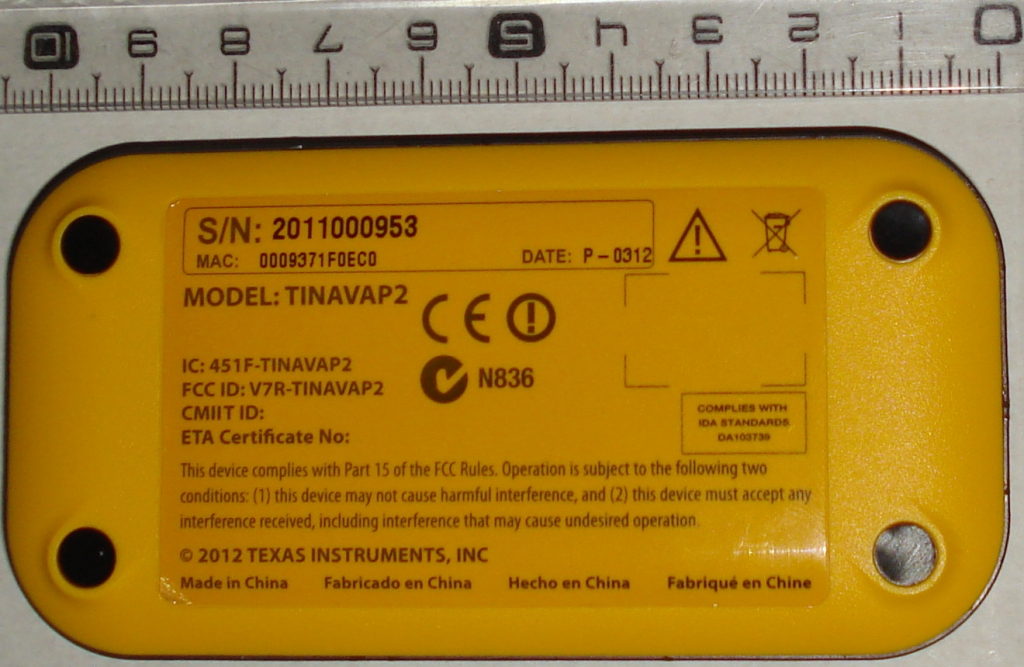 10 9 8 7 6 5 4 3 2 1 0
S/N: 2011000953
MAC: 0009371F0EC0 DATE: P-0312
MODEL: TINAVAP2
CE
IC: 451F-TINAVAP2
FCC ID: V7R-TINAVAP2
N836
CMIIT ID:
ETA Certificate No:
COMPLIES WITH
IDA STANDARDS
DA103739
This device complies with Part 15 of the FCC Rules. Operation is subject to the following two
conditions: (1) this device may not cause harmful interference, and (2) this device must accept any
interference received, including interference that may cause undesired operation.
© 2012 TEXAS INSTRUMENTS, INC
Made in China Fabricado en China Hecho en China Fabriqué en Chine